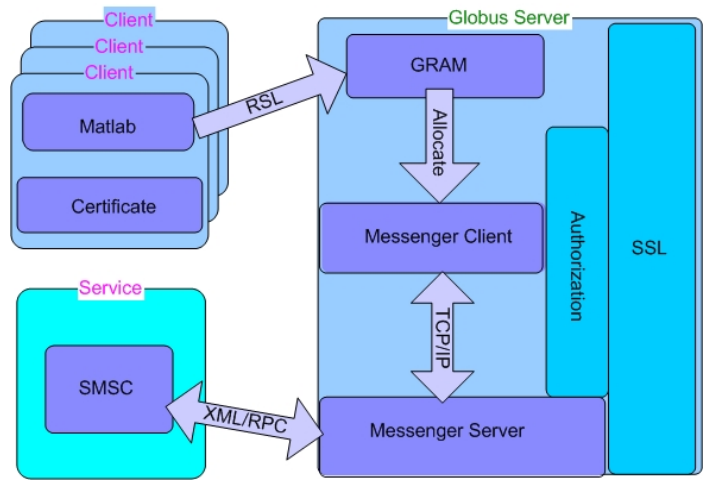 Client
Client
Client
Matlab
Certificate
RSL
Globus Server
GRAM
Allocate
Messenger Client
TCP/IP
Messenger Server
Authorization
SSL
Service
SMSC
XML/RPC